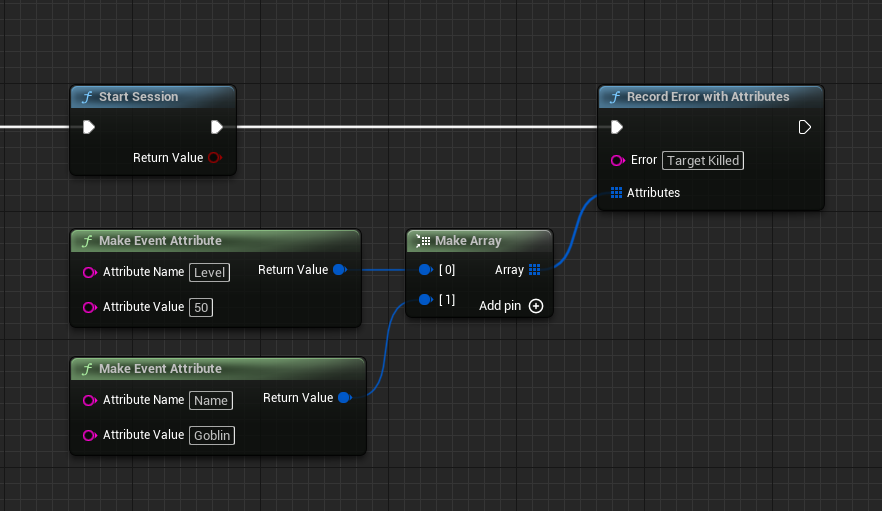 Start Session
Return Value
Record Error with Attributes
Error Target Killed
Attributes
Make Event Attribute
Attribute Name Level Return Value
Attribute Value 50
Make Array
[ 0] Array
[ 1]
Add pin
Make Event Attribute
Attribute Name Name Return Value
Attribute Value Goblin